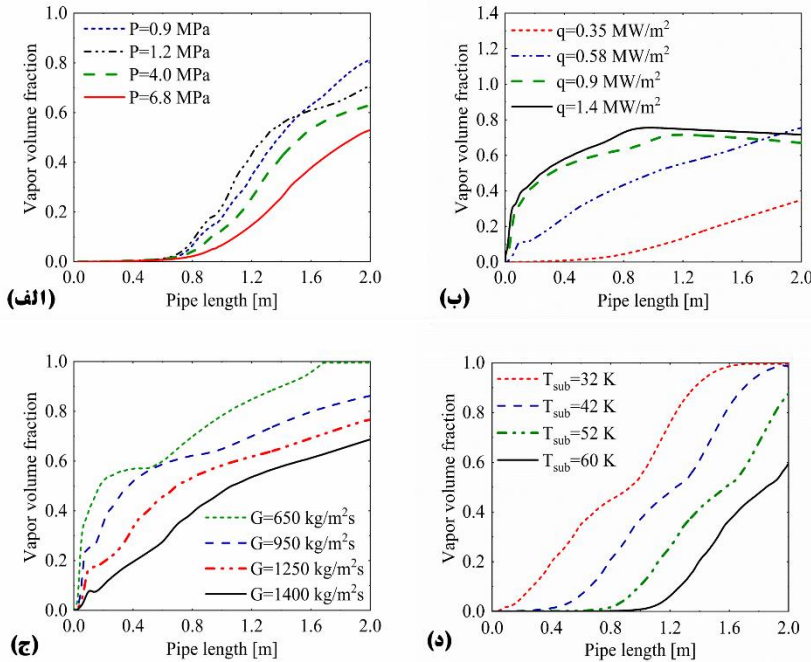 1.0
0.8
0.6
0.4
0.2
0.0
Vapor volume fraction
P=0.9 MPa
P=1.2 MPa
P=4.0 MPa
P=6.8 MPa
0.0 0.4 0.8 1.2 1.6 2.0
Pipe length [m]
(الف)
1.4
1.2
1.0
0.8
0.6
0.4
0.2
0.0
Vapor volume fraction
q=0.35 MW/m²
q=0.58 MW/m²
q=0.9 MW/m²
q=1.4 MW/m²
0.0 0.4 0.8 1.2 1.6 2.0
Pipe length [m]
(ب)
1.0
0.8
0.6
0.4
0.2
0.0
Vapor volume fraction
G=650 kg/m²s
G=950 kg/m²s
G=1250 kg/m²s
G=1400 kg/m²s
0.0 0.4 0.8 1.2 1.6 2.0
Pipe length [m]
(ج)
1.0
0.8
0.6
0.4
0.2
0.0
Vapor volume fraction
T_sub=32 K
T_sub=42 K
T_sub=52 K
T_sub=60 K
0.0 0.4 0.8 1.2 1.6 2.0
Pipe length [m]
(د)